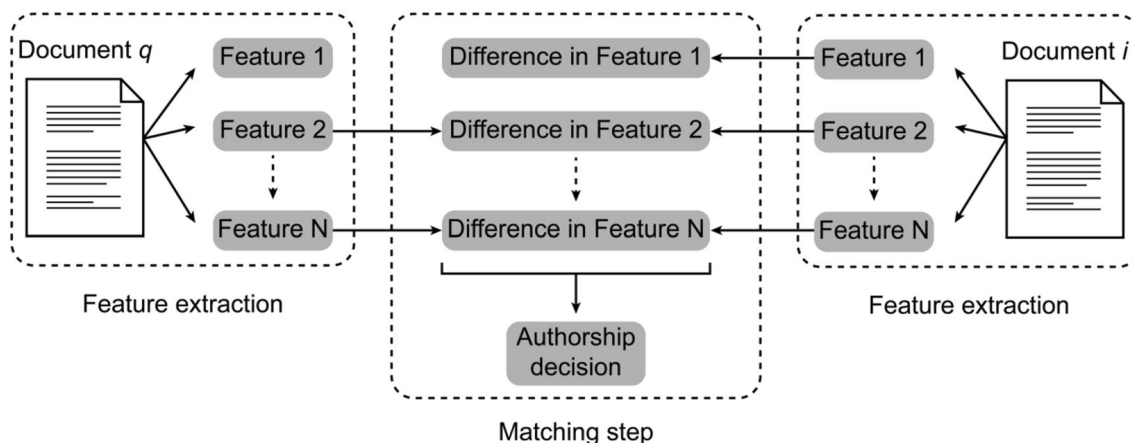 Document q
Feature 1
Feature 2
Feature N
Feature extraction
Difference in Feature 1
Difference in Feature 2
Difference in Feature N
Authorship
decision
Matching step
Feature 1
Feature 2
Feature N
Document i
Feature extraction